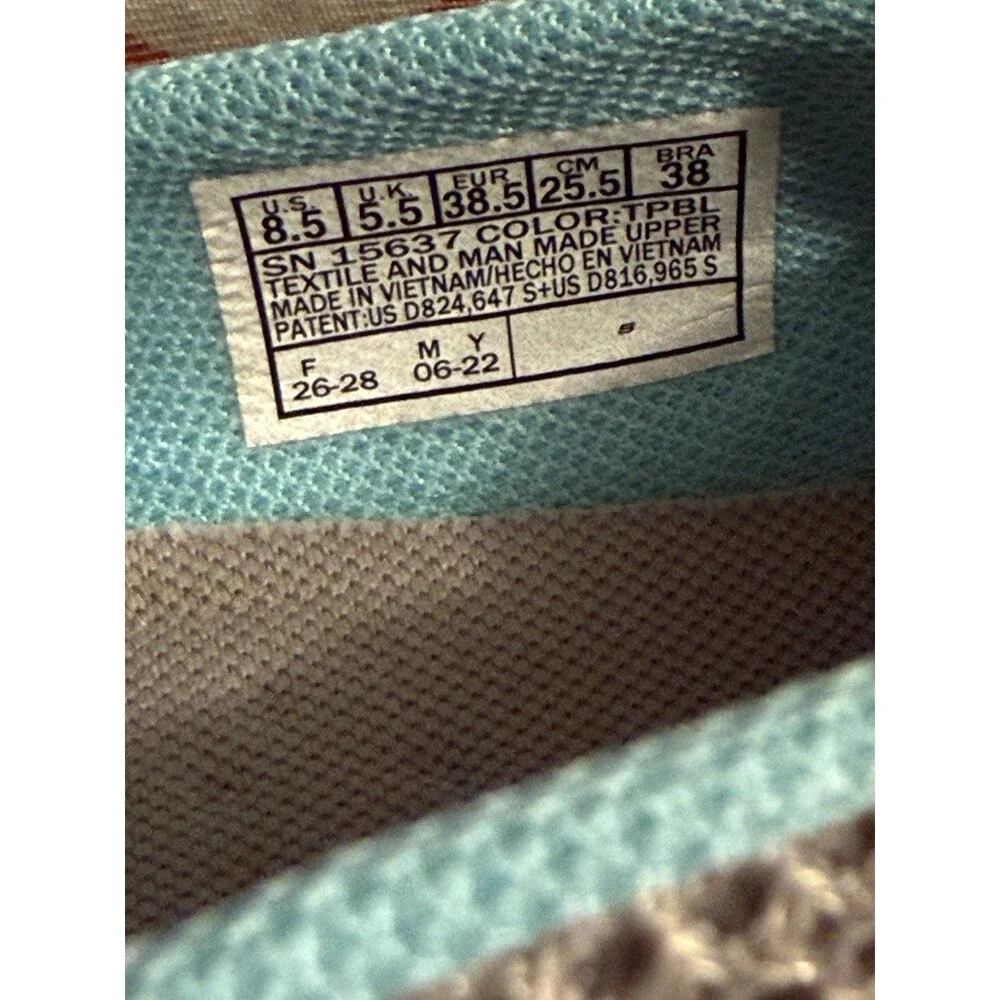 U.S. U.K. EUR CM BRA
8.5 5.5 38.5 25.5 38
SN 15637 COLOR:TPBL
TEXTILE AND MAN MADE UPPER
MADE IN VIETNAM/HECHO EN VIETNAM
PATENT:US D824,647 S+US D816,965 S
F M Y
26-28 06-22